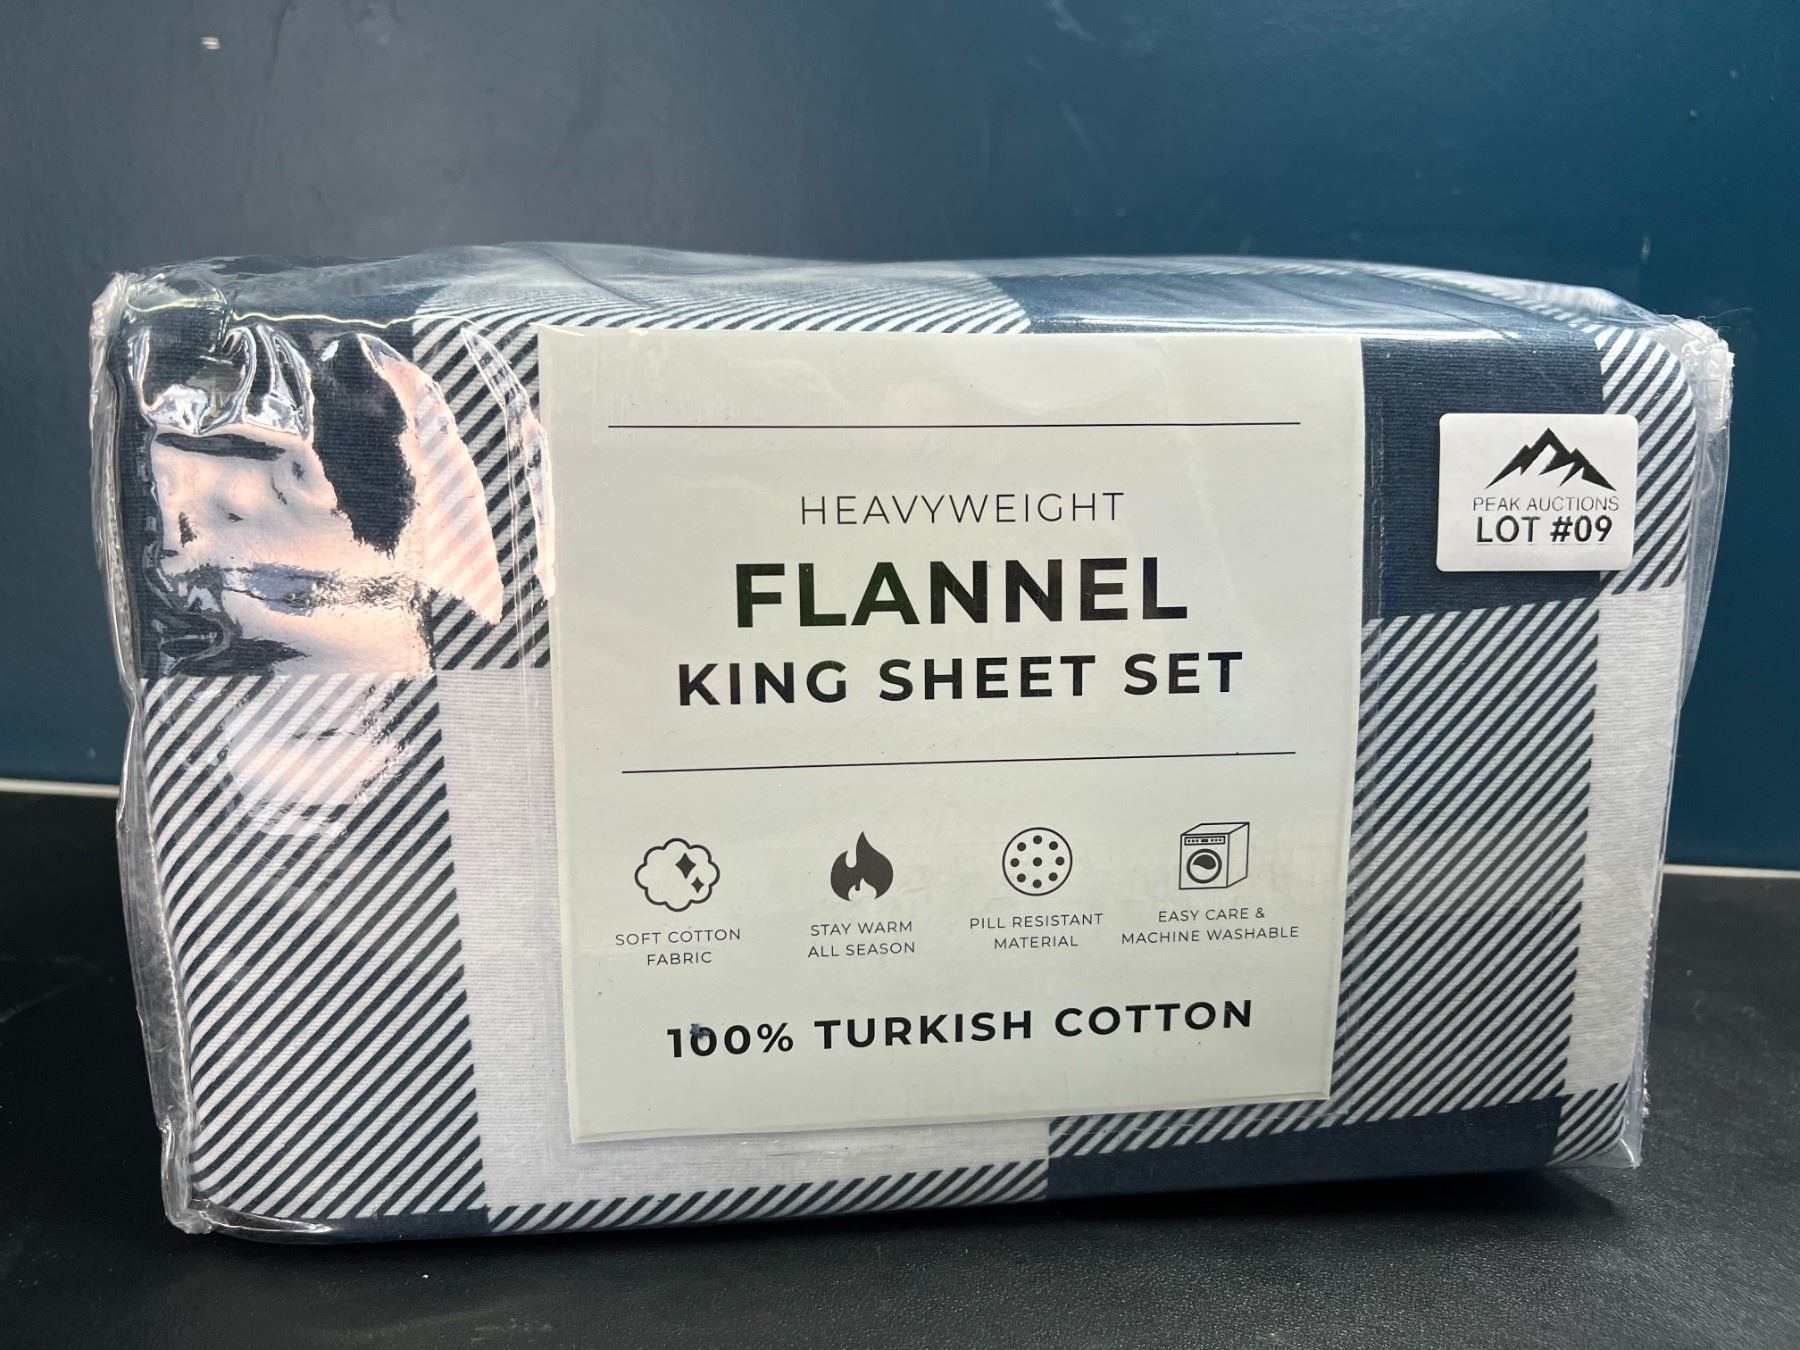 HEAVYWEIGHT
FLANNEL
KING SHEET SET
SOFT COTTON
FABRIC
STAY WARM
ALL SEASON
PILL RESISTANT
MATERIAL
EASY CARE &
MACHINE WASHABLE
100% TURKISH COTTON
PEAK AUCTIONS
LOT #09